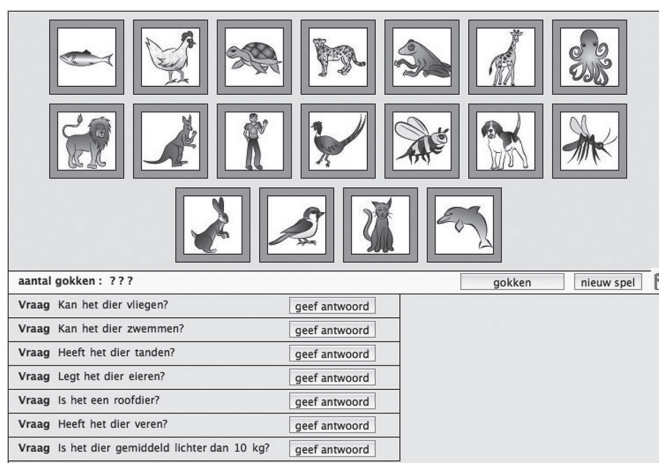 aantal gokken : ? ? ?
gokken
nieuw spel
Vraag Kan het dier vliegen? geef antwoord
Vraag Kan het dier zwemmen? geef antwoord
Vraag Heeft het dier tanden? geef antwoord
Vraag Legt het dier eieren? geef antwoord
Vraag Is het een roofdier? geef antwoord
Vraag Heeft het dier veren? geef antwoord
Vraag Is het dier gemiddeld lichter dan 10 kg? geef antwoord